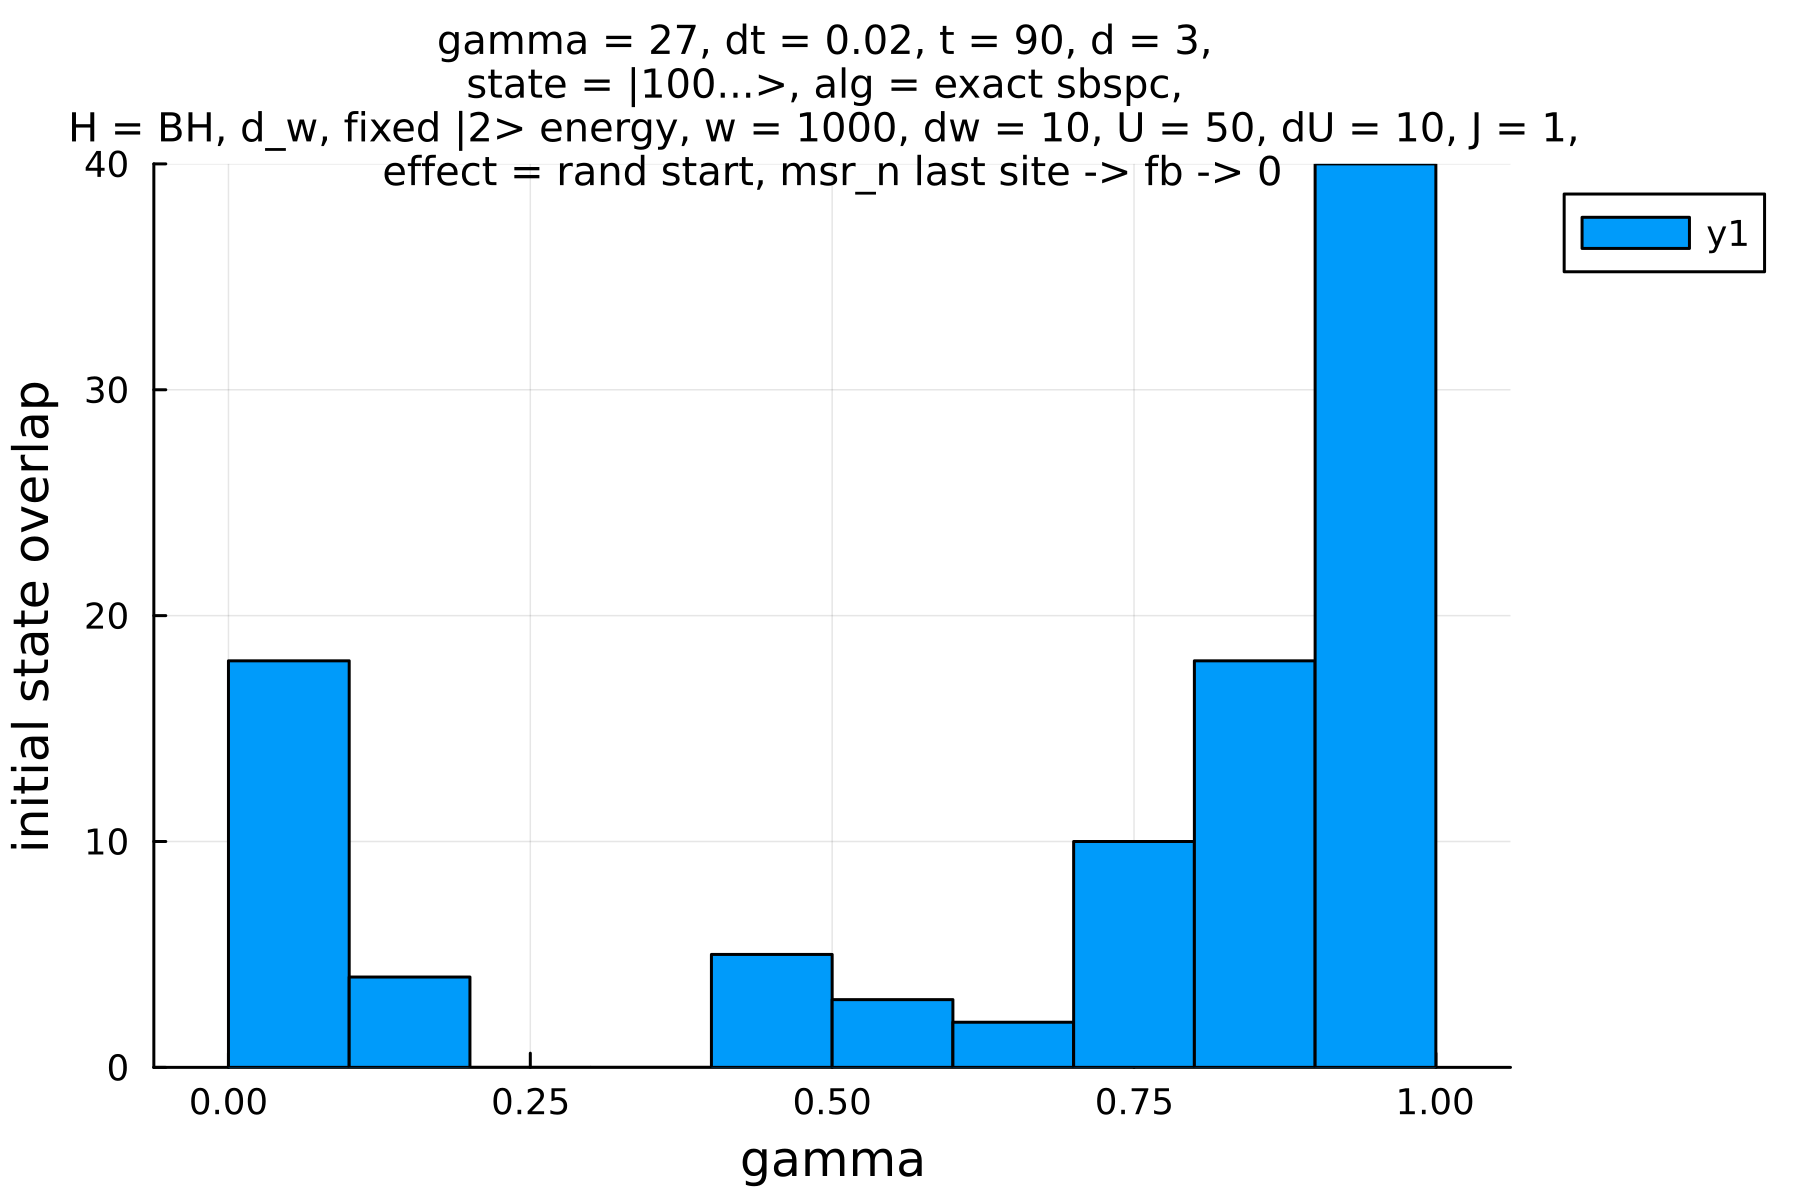 gamma = 27, dt = 0.02, t = 90, d = 3,
state = |100...>, alg = exact sbspc,
H = BH, d_w, fixed |2> energy, w = 1000, dw = 10, U = 50, dU = 10, J = 1,
effect = rand start, msr_n last site -> fb -> 0
y1
initial state overlap
40
30
20
10
0
0.00 0.25 0.50 0.75 1.00
gamma